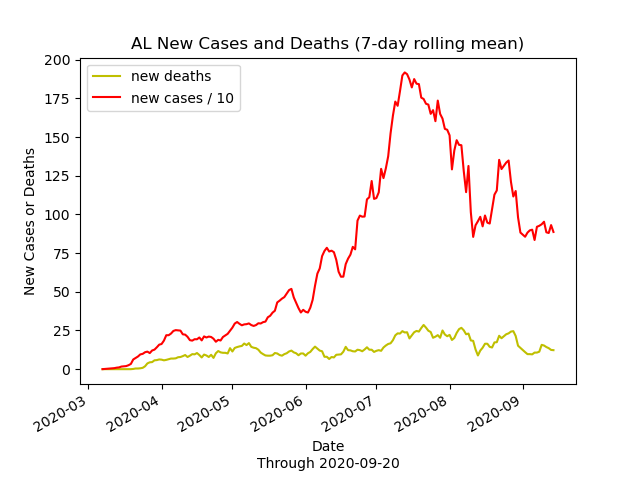 AL New Cases and Deaths (7-day rolling mean)
new deaths
new cases / 10
New Cases or Deaths
200
175
150
125
100
75
50
25
0
2020-03
2020-04
2020-05
2020-06
2020-07
2020-08
2020-09
Date
Through 2020-09-20